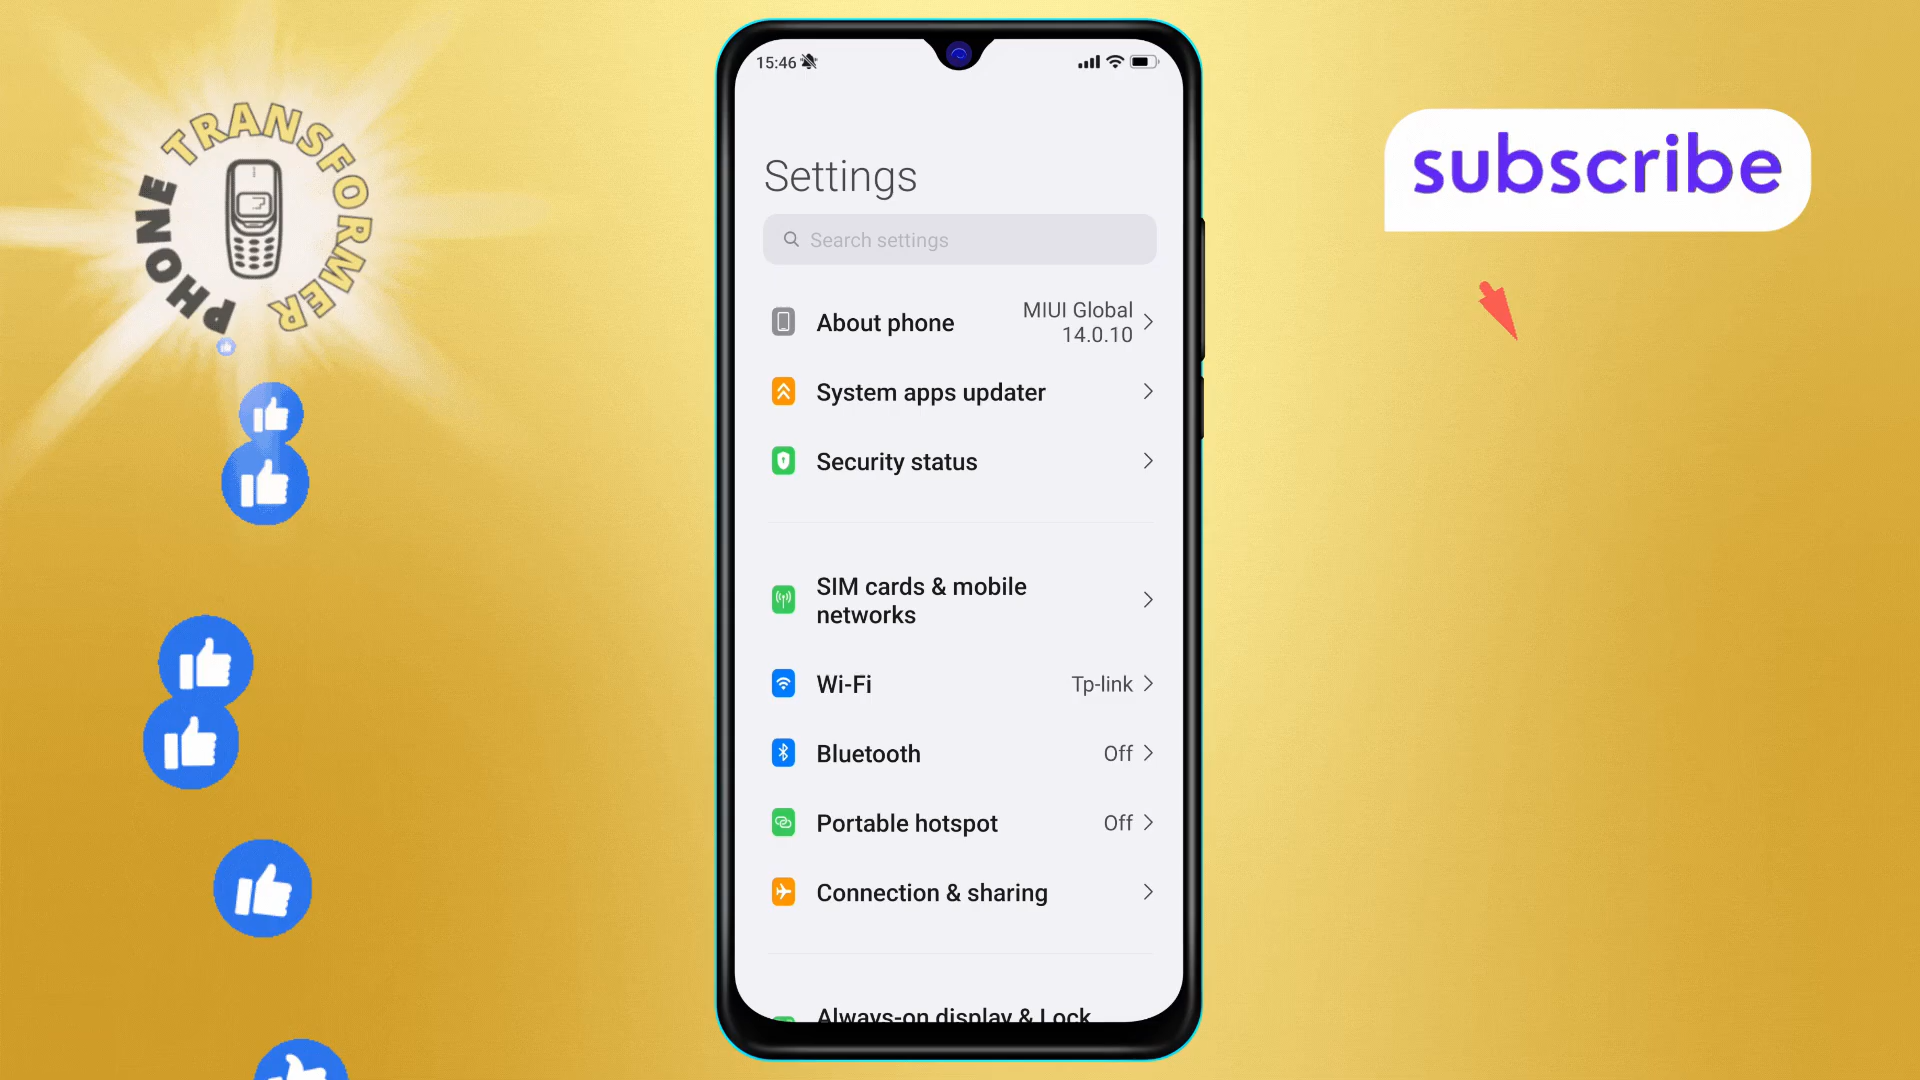 PHONE TRANSFORMER
15:46
Settings
Search settings
About phone
MIUI Global
14.0.10
System apps updater
Security status
SIM cards & mobile
networks
Wi-Fi
Tp-link
Bluetooth
Off
Portable hotspot
Off
Connection & sharing
Always-on display & Lock
subscribe